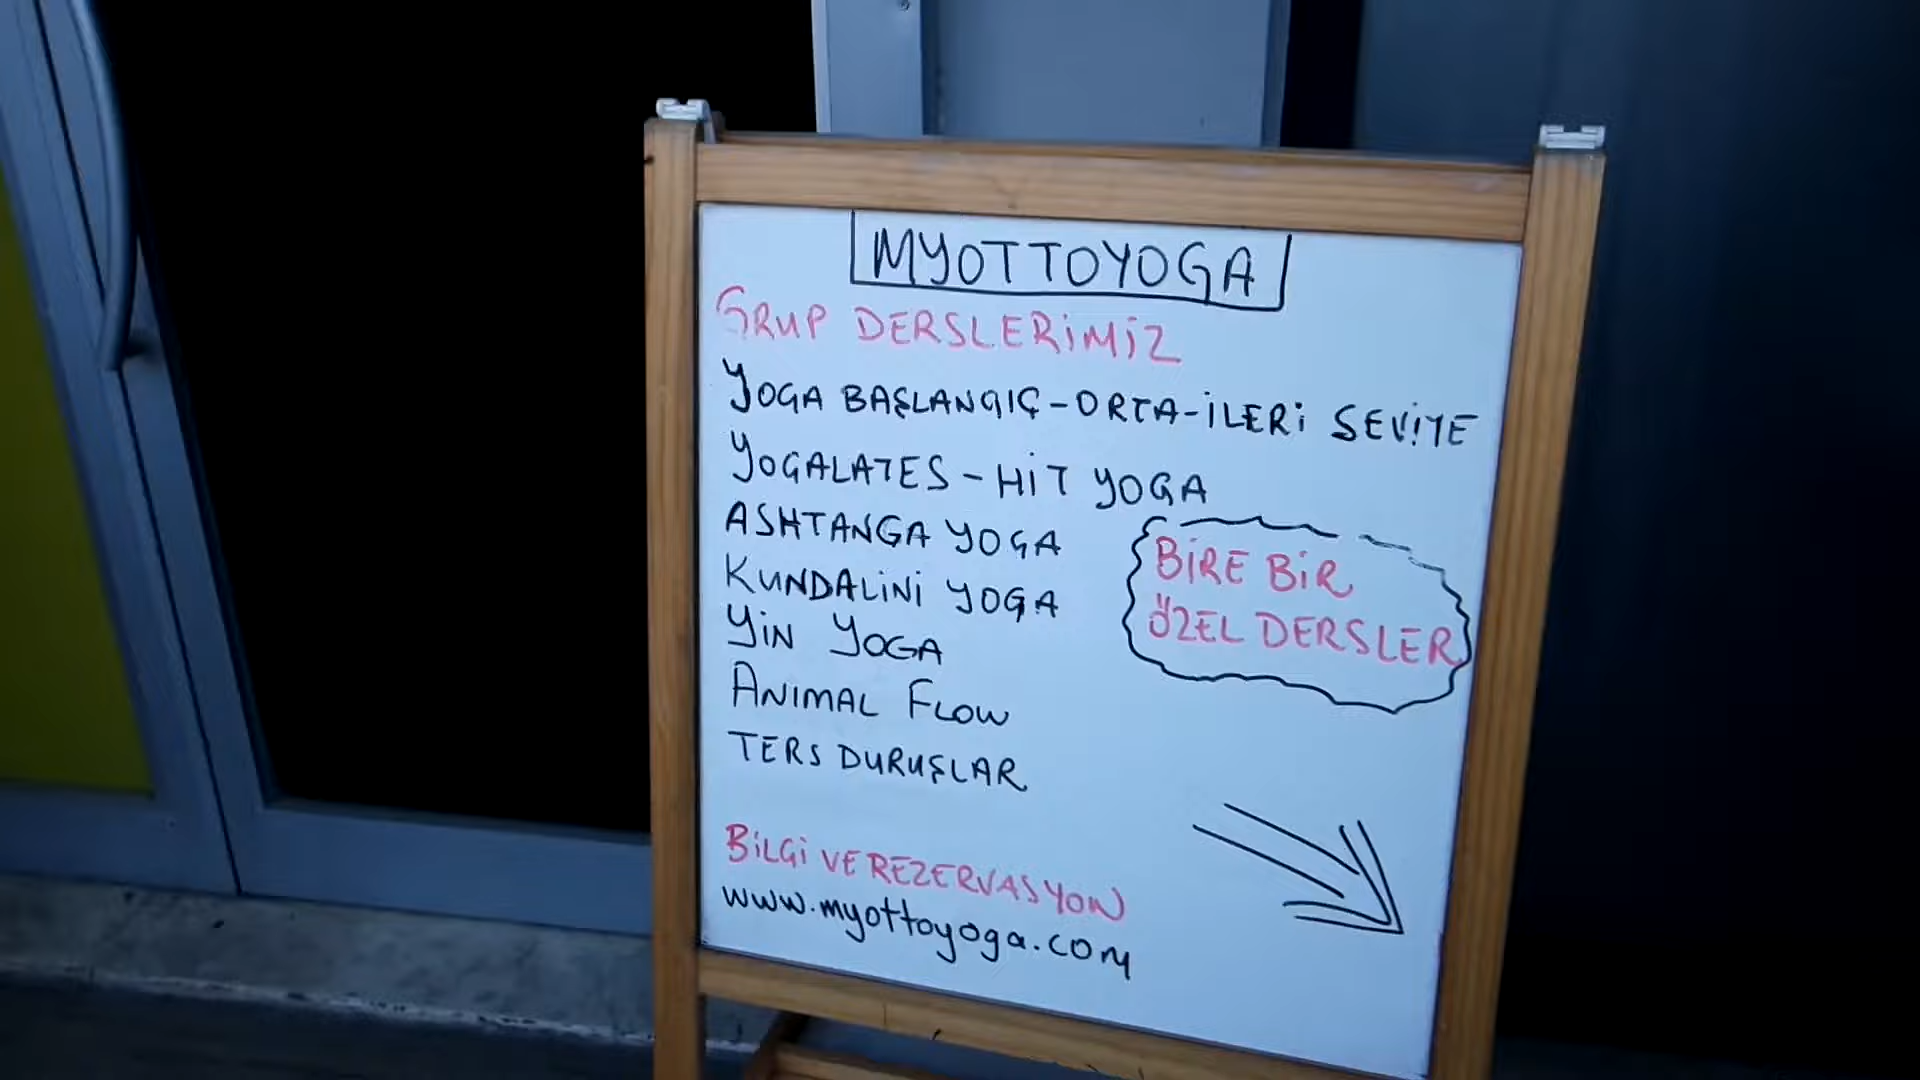 MYOTTOYOGA
GRUP DERSLERİMİZ
YOGA BAŞLANGIÇ-ORTA-İLERİ SEVİYE
YOGALATES-HİT YOGA
ASHTANGA YOGA
KUNDALİNİ YOGA
YİN YOGA
ANIMAL FLOW
TERS DURUŞLAR
BİRE BİR
ÖZEL DERSLER
BİLGİ VE REZERVASYON
www.myottoyoga.com